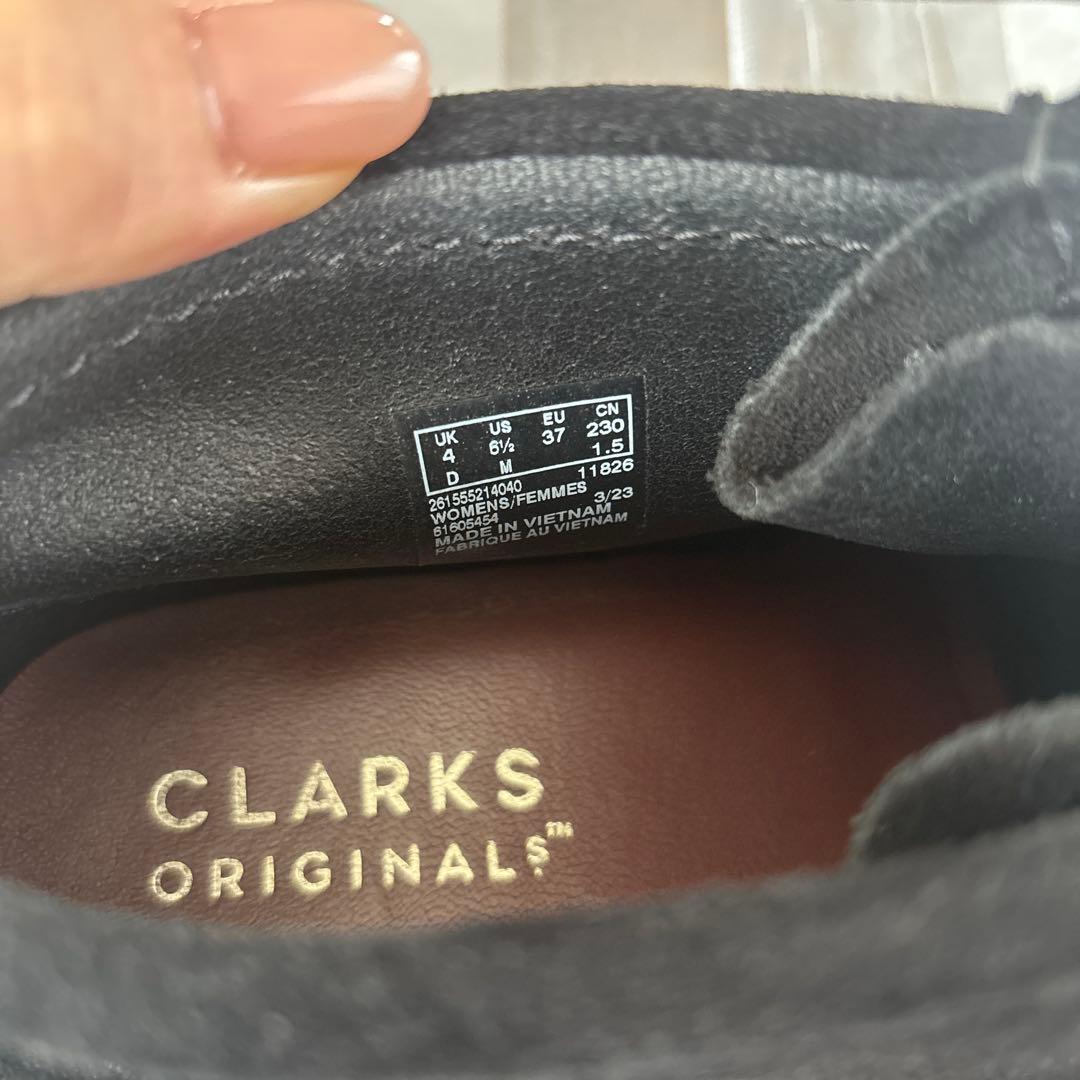 UK US EU CN
4 6½ 37 230
D M 1.5
261555214040 11826
WOMENS/FEMMES
61605454 3/23
MADE IN VIETNAM
FABRIQUE AU VIETNAM
CLARKS
ORIGINALS™